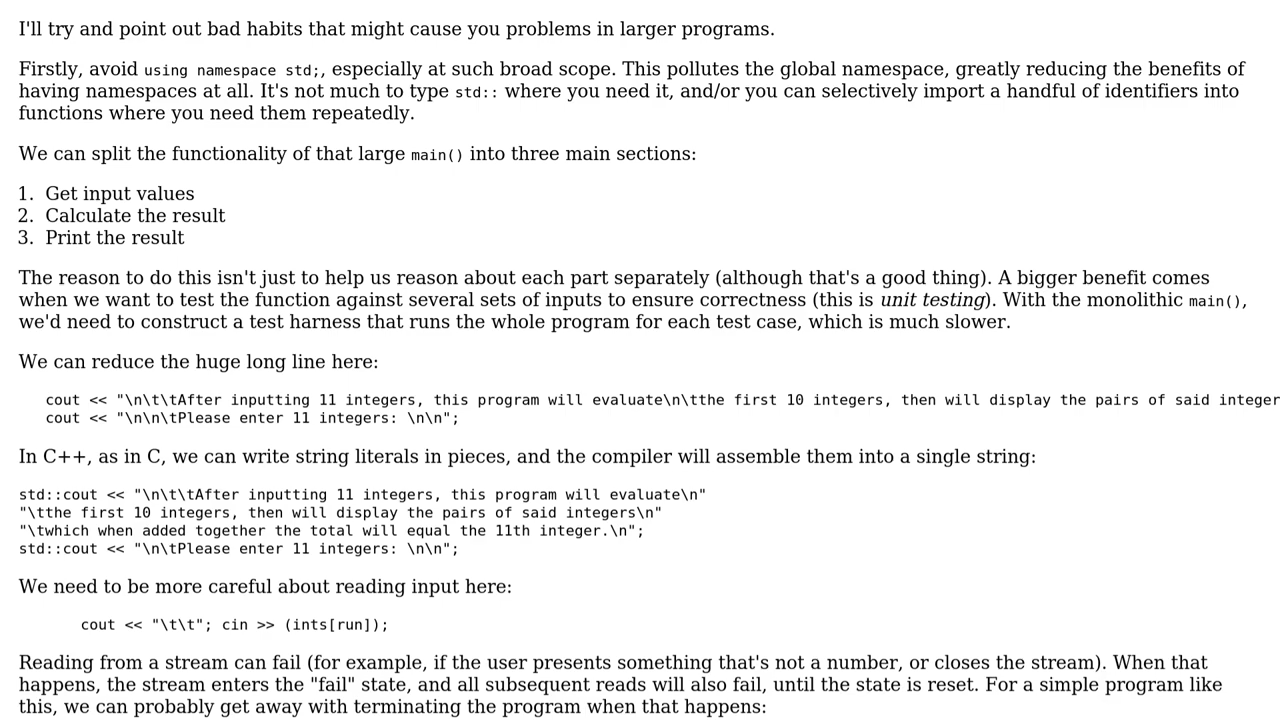 I'll try and point out bad habits that might cause you problems in larger programs.
Firstly, avoid using namespace std;, especially at such broad scope. This pollutes the global namespace, greatly reducing the benefits of
having namespaces at all. It's not much to type std:: where you need it, and/or you can selectively import a handful of identifiers into
functions where you need them repeatedly.
We can split the functionality of that large main() into three main sections:
1. Get input values
2. Calculate the result
3. Print the result
The reason to do this isn't just to help us reason about each part separately (although that's a good thing). A bigger benefit comes
when we want to test the function against several sets of inputs to ensure correctness (this is unit testing). With the monolithic main(),
we'd need to construct a test harness that runs the whole program for each test case, which is much slower.
We can reduce the huge long line here:
cout << "\n\t\tAfter inputting 11 integers, this program will evaluate\n\tthe first 10 integers, then will display the pairs of said integer
cout << "\n\n\tPlease enter 11 integers: \n\n";
In C++, as in C, we can write string literals in pieces, and the compiler will assemble them into a single string:
std::cout << "\n\t\tAfter inputting 11 integers, this program will evaluate\n"
"\tthe first 10 integers, then will display the pairs of said integers\n"
"\twhich when added together the total will equal the 11th integer.\n";
std::cout << "\n\tPlease enter 11 integers: \n\n";
We need to be more careful about reading input here:
cout << "\t\t"; cin >> (ints[run]);
Reading from a stream can fail (for example, if the user presents something that's not a number, or closes the stream). When that
happens, the stream enters the "fail" state, and all subsequent reads will also fail, until the state is reset. For a simple program like
this, we can probably get away with terminating the program when that happens: